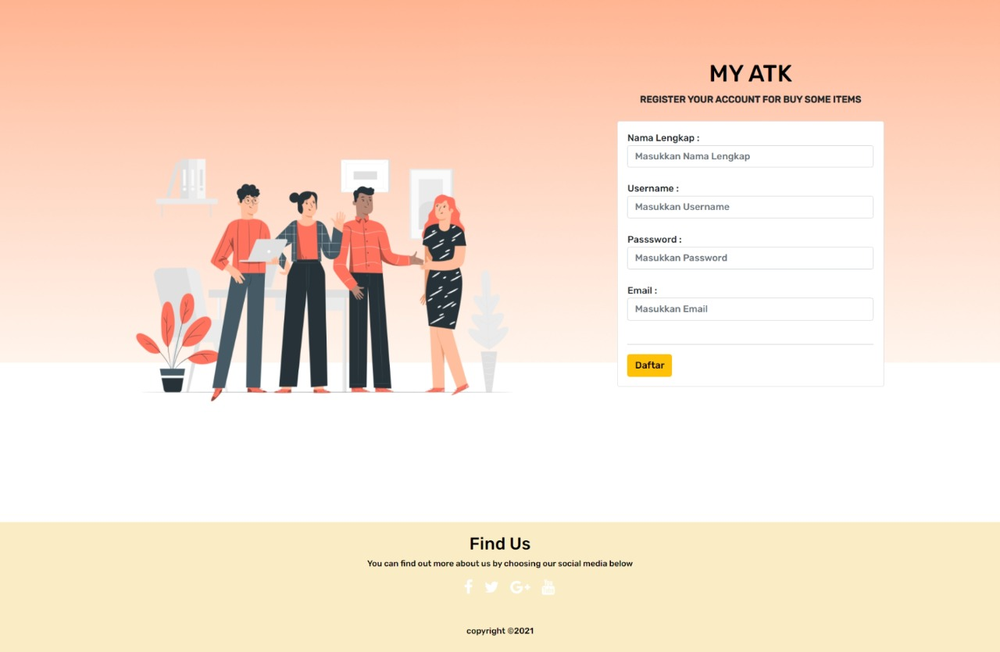 MY ATK
REGISTER YOUR ACCOUNT FOR BUY SOME ITEMS
Nama Lengkap :
Masukkan Nama Lengkap
Username :
Masukkan Username
Passsword :
Masukkan Password
Email :
Masukkan Email
Daftar
Find Us
You can find out more about us by choosing our social media below
copyright ©2021